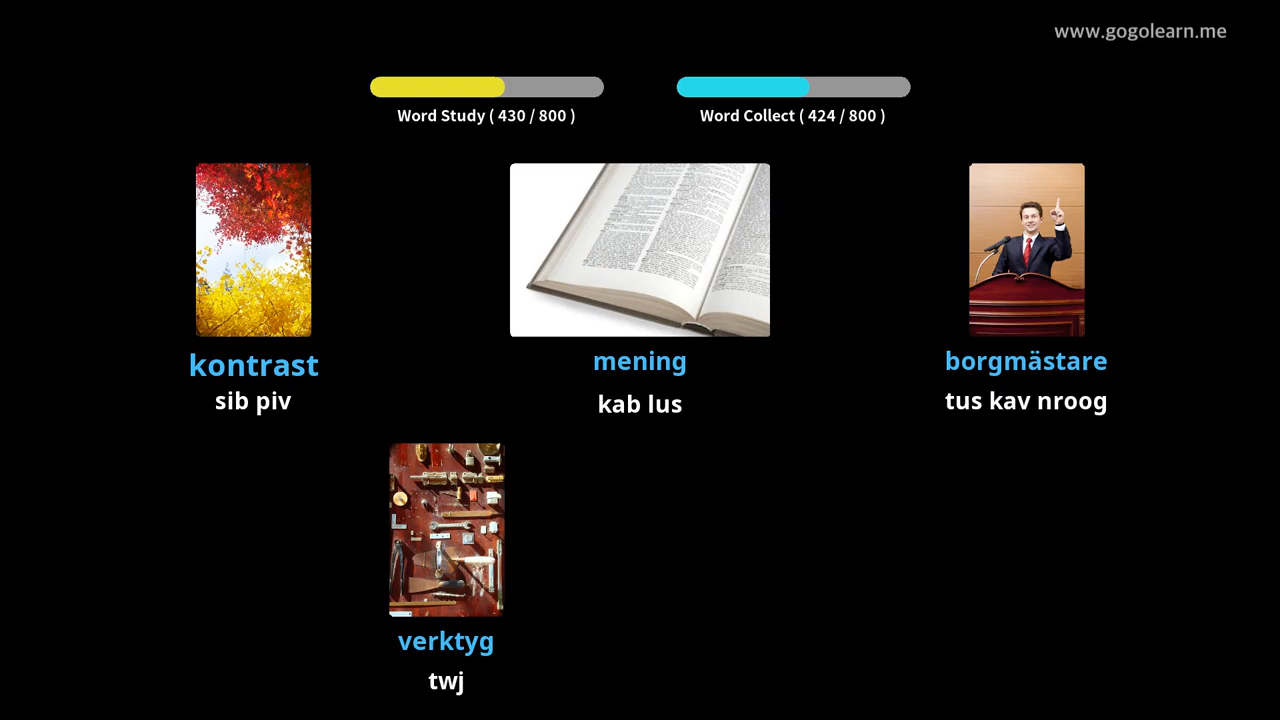 www.gogolearn.me
Word Study ( 430 / 800 )
Word Collect ( 424 / 800 )
kontrast
sib piv
mening
kab lus
borgmästare
tus kav nroog
verktyg
twj